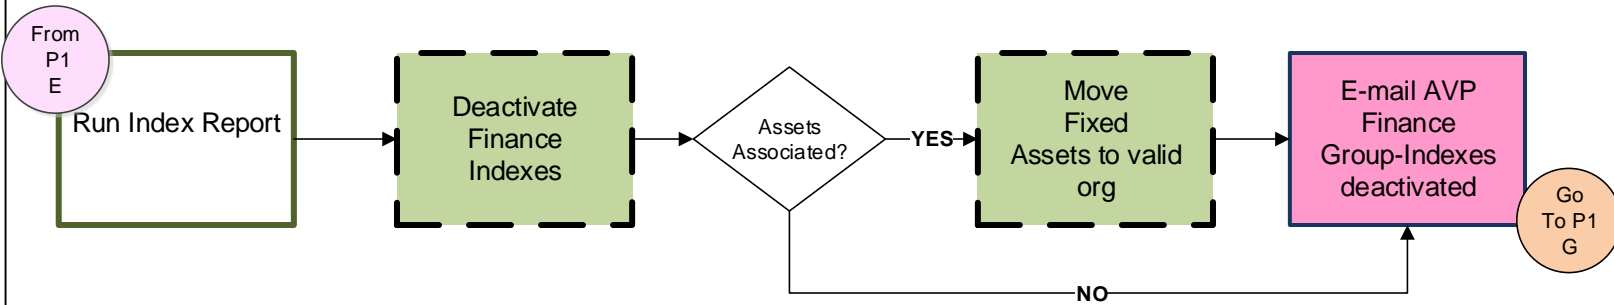 From
P1
E
Run Index Report
Deactivate
Finance
Indexes
Assets
Associated?
YES
Move
Fixed
Assets to valid
org
E-mail AVP
Finance
Group-Indexes
deactivated
Go
To P1
G
NO